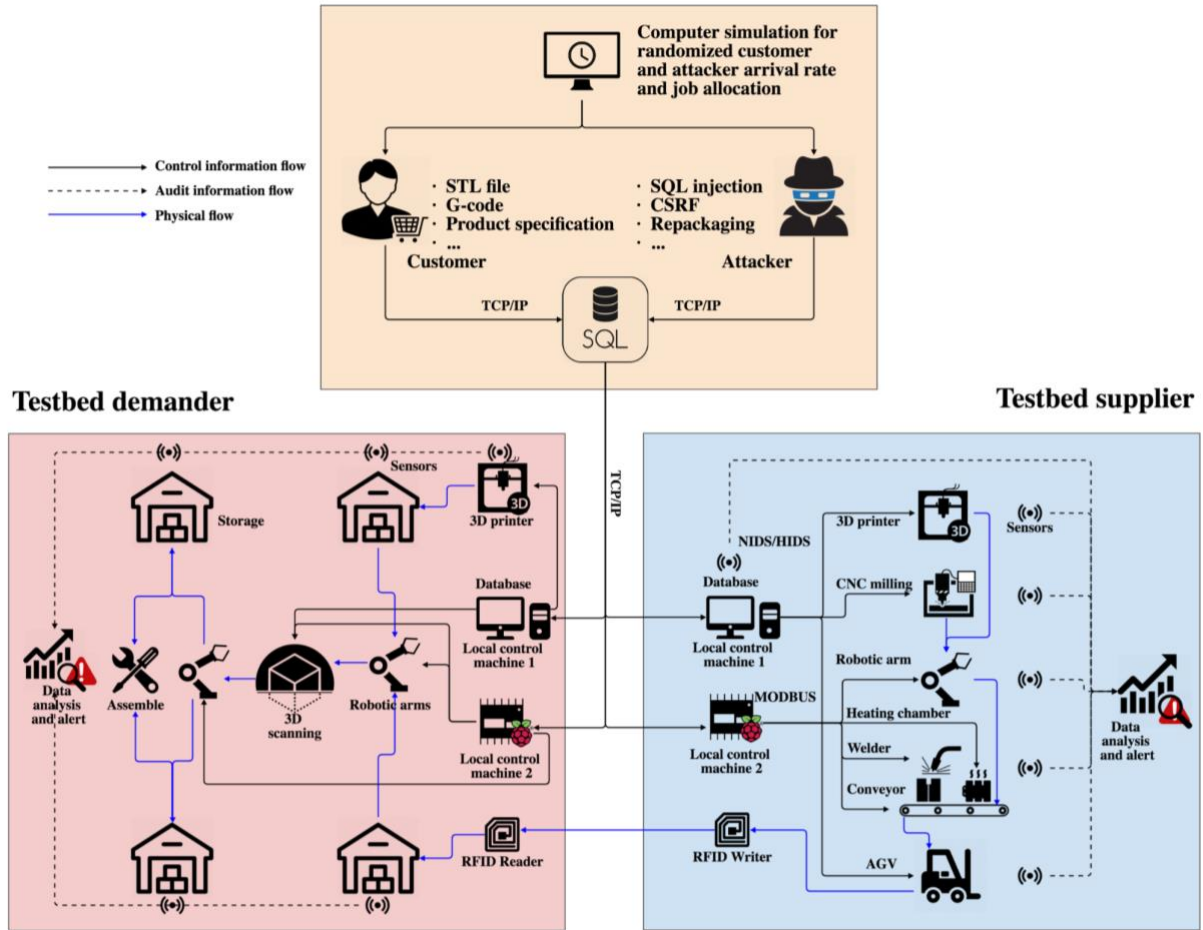 Computer simulation for
randomized customer
and attacker arrival rate
and job allocation
Control information flow
Audit information flow
Physical flow
· STL file
· G-code
· Product specification
· ...
Customer
· SQL injection
· CSRF
· Repackaging
· ...
Attacker
TCP/IP
TCP/IP
SQL
TCP/IP
Testbed demander
Sensors
Storage
3D
3D printer
Database
Local control
machine 1
Data
analysis
and alert
Assemble
3D
scanning
Robotic arms
Local control
machine 2
RFID Reader
Testbed supplier
NIDS/HIDS
Database
Local control
machine 1
MODBUS
Local control
machine 2
RFID Writer
3D printer
3D
Sensors
CNC milling
Robotic arm
Heating chamber
Welder
Conveyor
AGV
Data
analysis
and alert